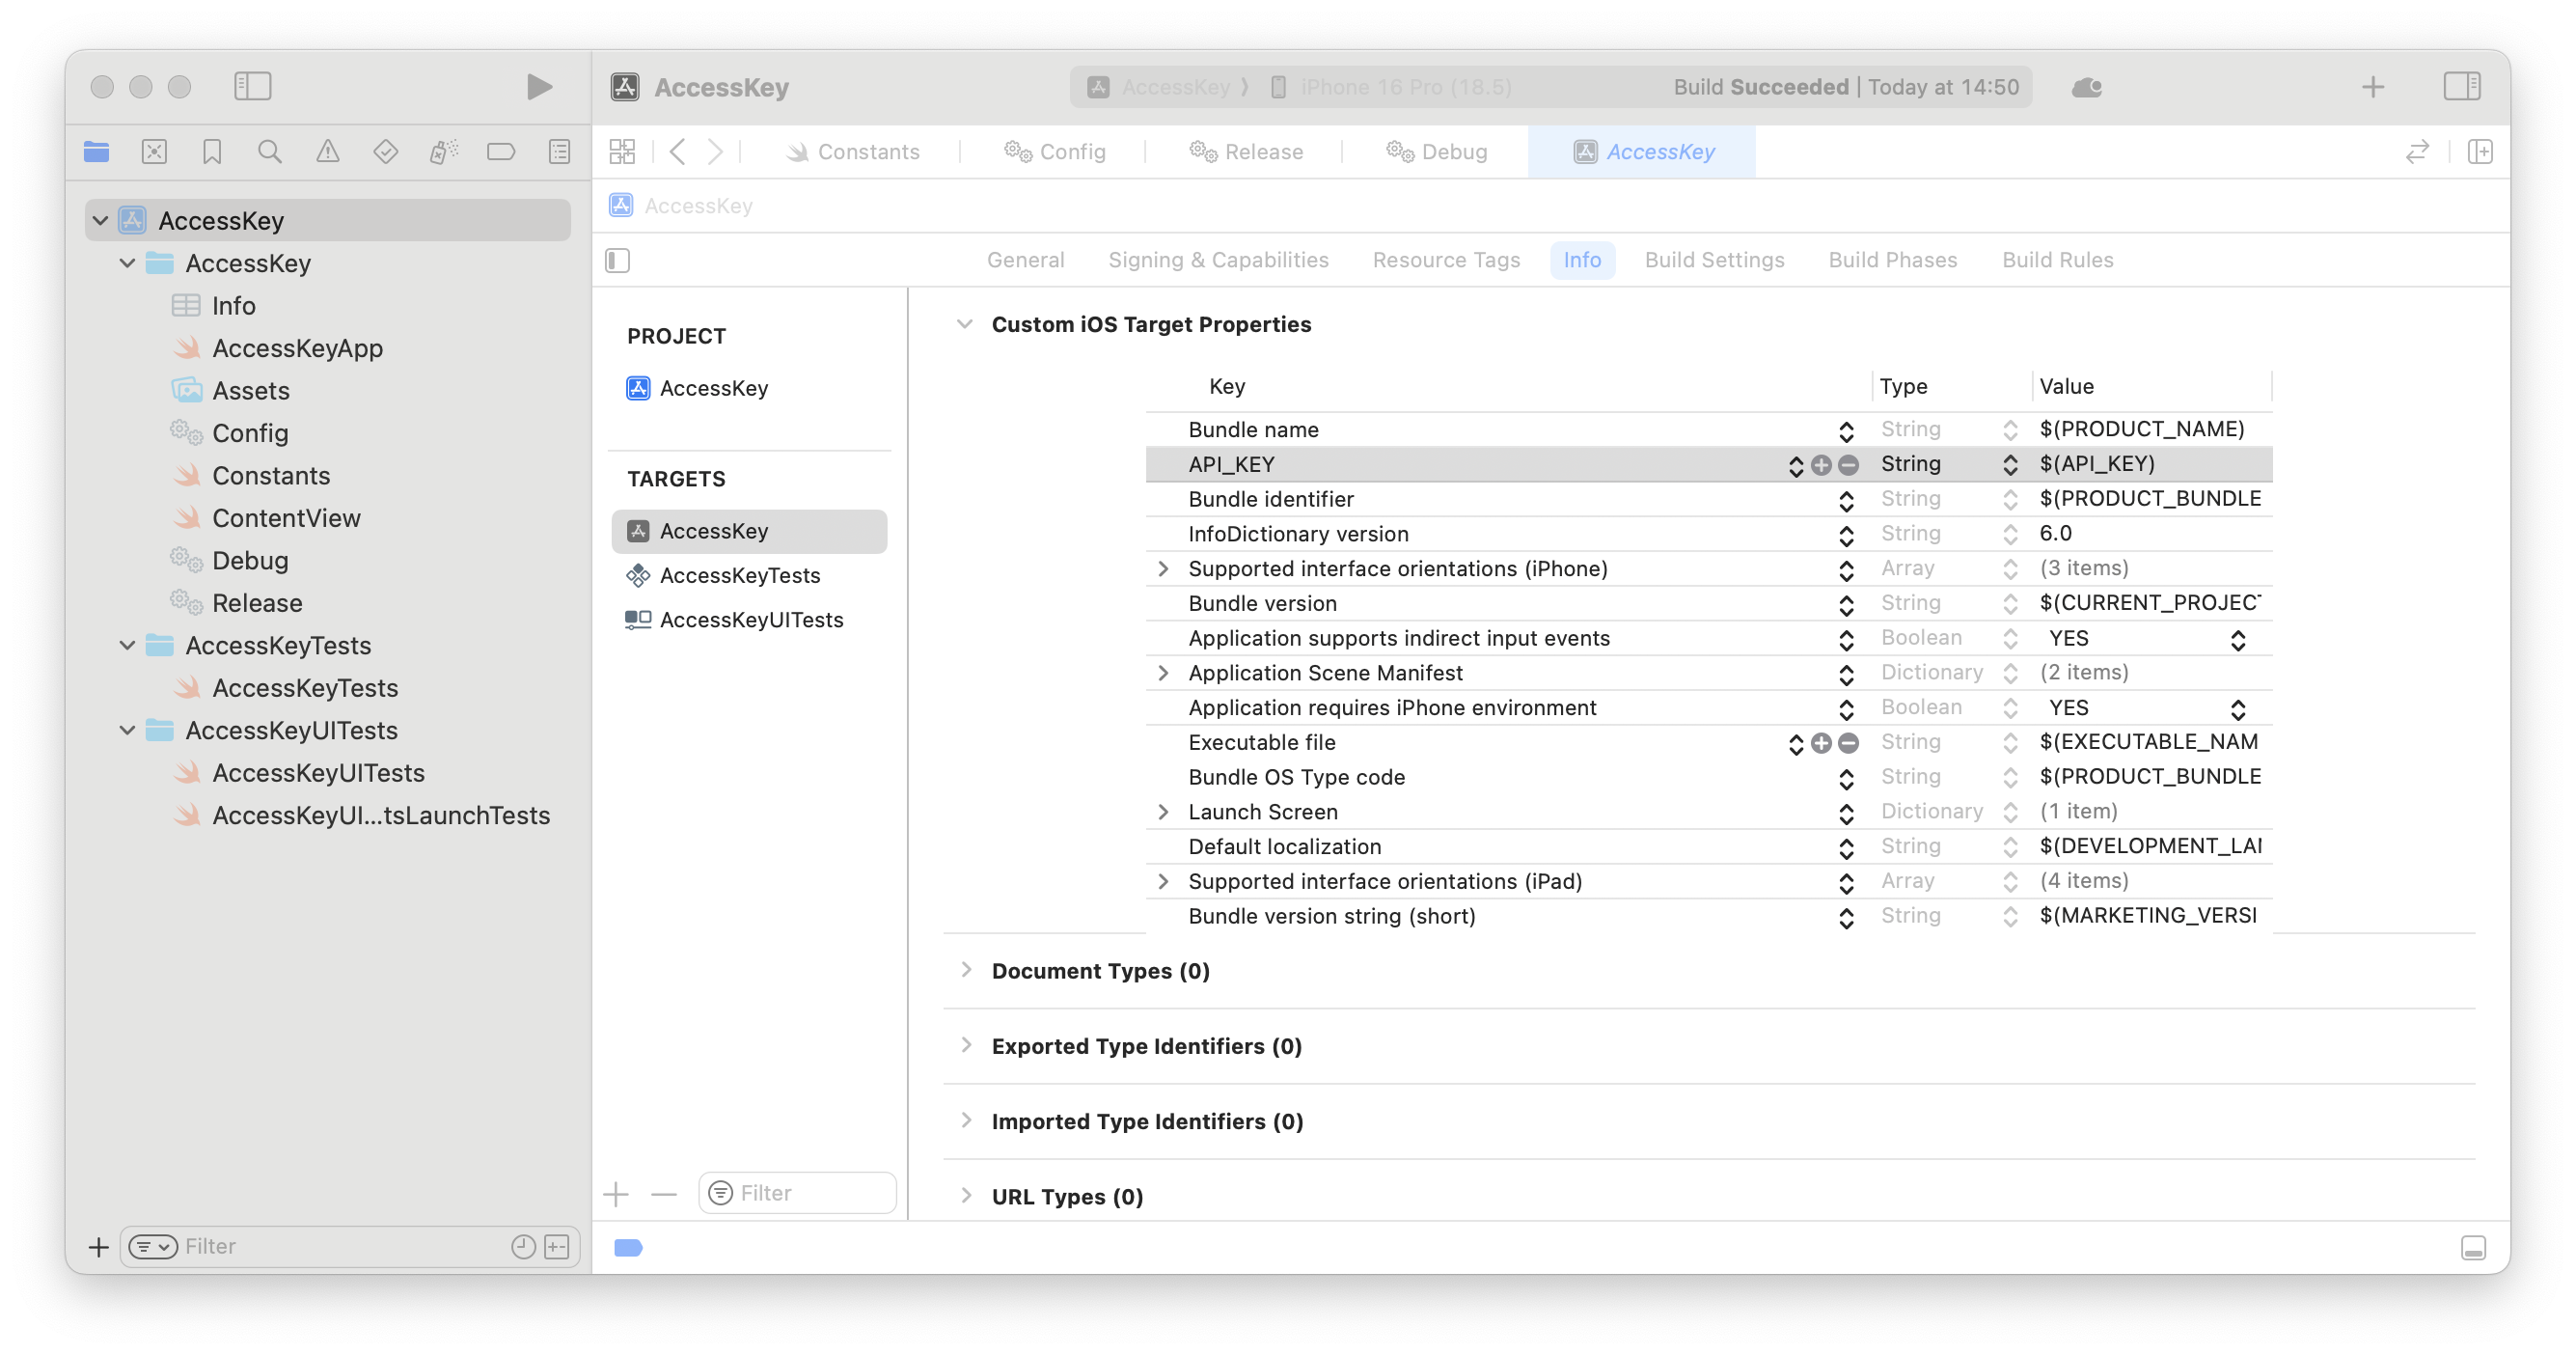 AccessKey
AccessKey
iPhone 16 Pro (18.5)
Build Succeeded | Today at 14:50
Constants
Config
Release
Debug
AccessKey
AccessKey
General
Signing & Capabilities
Resource Tags
Info
Build Settings
Build Phases
Build Rules
AccessKey
AccessKey
Info
AccessKeyApp
Assets
Config
Constants
ContentView
Debug
Release
AccessKeyTests
AccessKeyTests
AccessKeyUITests
AccessKeyUITests
AccessKeyUI...tsLaunchTests
Filter
PROJECT
AccessKey
TARGETS
AccessKey
AccessKeyTests
AccessKeyUITests
Filter
Custom iOS Target Properties
Key Type Value
Bundle name String $(PRODUCT_NAME)
API_KEY String $(API_KEY)
Bundle identifier String $(PRODUCT_BUNDLE
InfoDictionary version String 6.0
Supported interface orientations (iPhone) Array (3 items)
Bundle version String $(CURRENT_PROJECT
Application supports indirect input events Boolean YES
Application Scene Manifest Dictionary (2 items)
Application requires iPhone environment Boolean YES
Executable file String $(EXECUTABLE_NAM
Bundle OS Type code String $(PRODUCT_BUNDLE
Launch Screen Dictionary (1 item)
Default localization String $(DEVELOPMENT_LAN
Supported interface orientations (iPad) Array (4 items)
Bundle version string (short) String $(MARKETING_VERSI
Document Types (0)
Exported Type Identifiers (0)
Imported Type Identifiers (0)
URL Types (0)